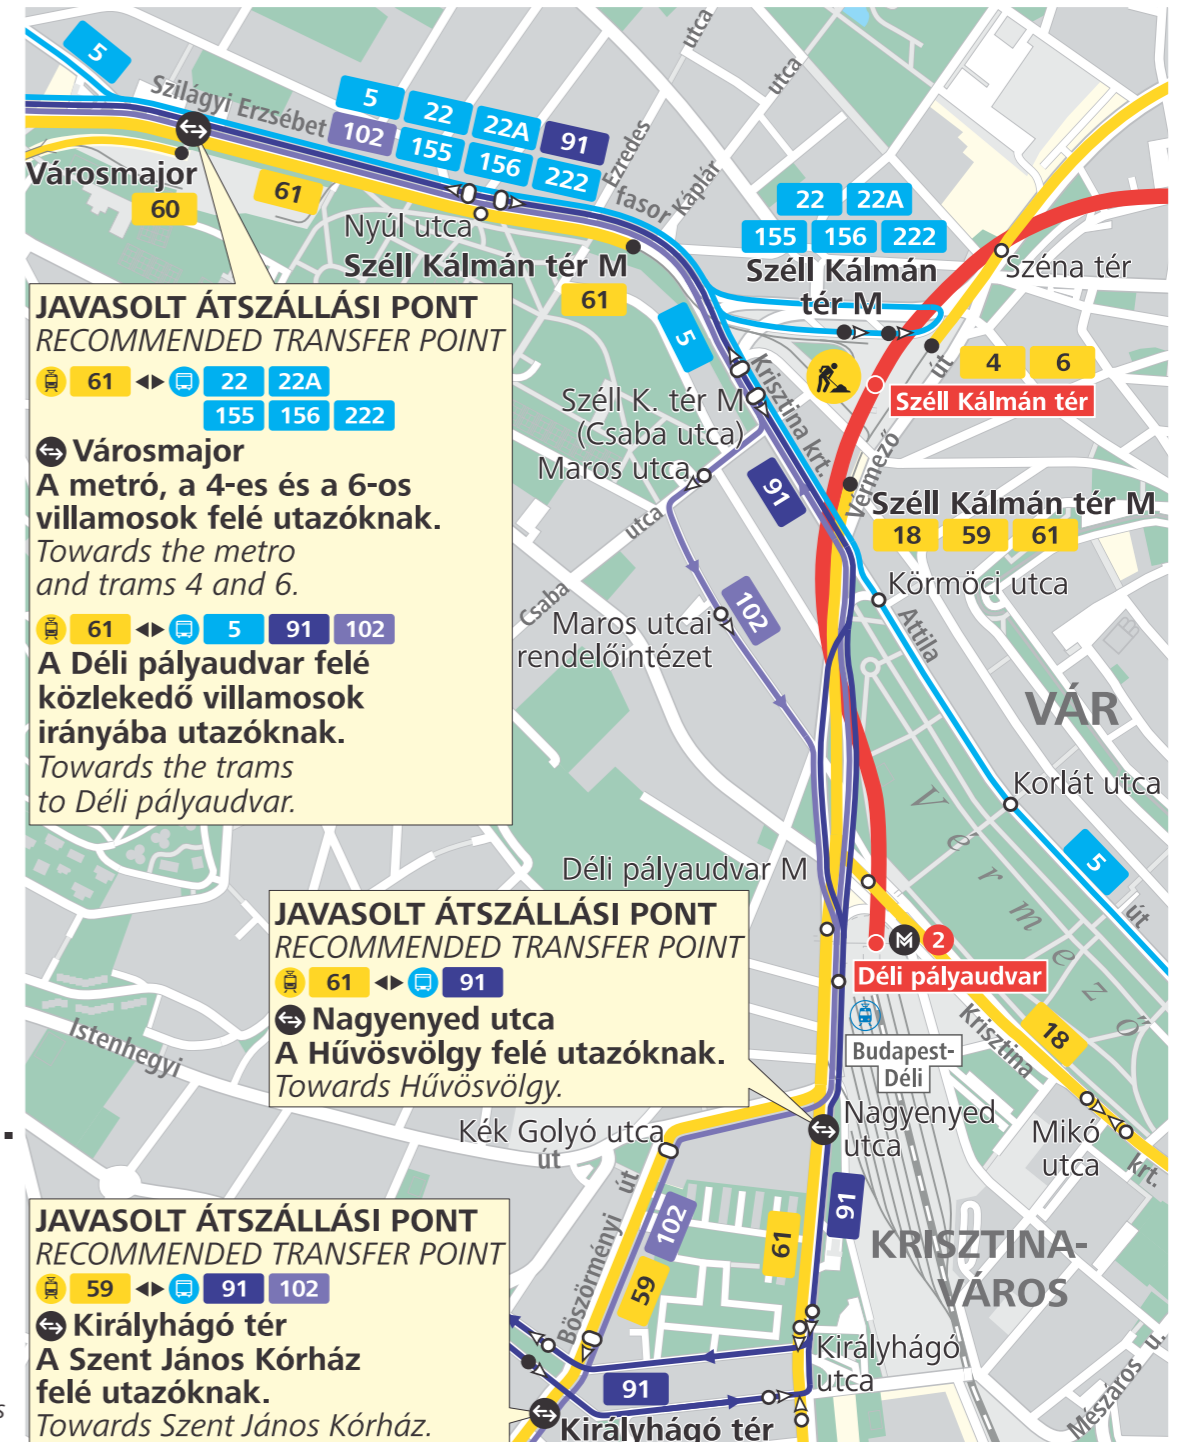 5
Szilágyi Erzsébet
fasor
5 22 22A 91
102 155 156 222
utca
utca
Ezredes
Káplár
Városmajor
60
61
Nyúl utca
Széll Kálmán tér M
61
22 22A
155 156 222
Széll Kálmán
tér M
Széna tér
4 6
Széll Kálmán tér
út
Vérmező
Széll Kálmán tér M
18 59 61
5
Krisztina krt.
Széll K. tér M
(Csaba utca)
Maros utca
utca
91
Csaba
102
Maros utcai
rendelőintézet
Körmöci utca
Attila
VÁR
Korlát utca
5
út
Vérmező
JAVASOLT ÁTSZÁLLÁSI PONT
RECOMMENDED TRANSFER POINT
61 22 22A
155 156 222
Városmajor
A metró, a 4-es és a 6-os
villamosok felé utazóknak.
Towards the metro
and trams 4 and 6.
61 5 91 102
A Déli pályaudvar felé
közlekedő villamosok
irányába utazóknak.
Towards the trams
to Déli pályaudvar.
Déli pályaudvar M
M 2
Déli pályaudvar
Budapest-
Déli
Krisztina
18
krt.
Mikó
utca
JAVASOLT ÁTSZÁLLÁSI PONT
RECOMMENDED TRANSFER POINT
61 91
Nagyenyed utca
A Hűvösvölgy felé utazóknak.
Towards Hűvösvölgy.
Istenhegyi
út
Kék Golyó utca
Nagyenyed
utca
Böszörményi
út
102
59
61
91
KRISZTINA-
VÁROS
Királyhágó
utca
Mészáros u.
91
Királyhágó tér
JAVASOLT ÁTSZÁLLÁSI PONT
RECOMMENDED TRANSFER POINT
59 91 102
Királyhágó tér
A Szent János Kórház
felé utazóknak.
Towards Szent János Kórház.
s